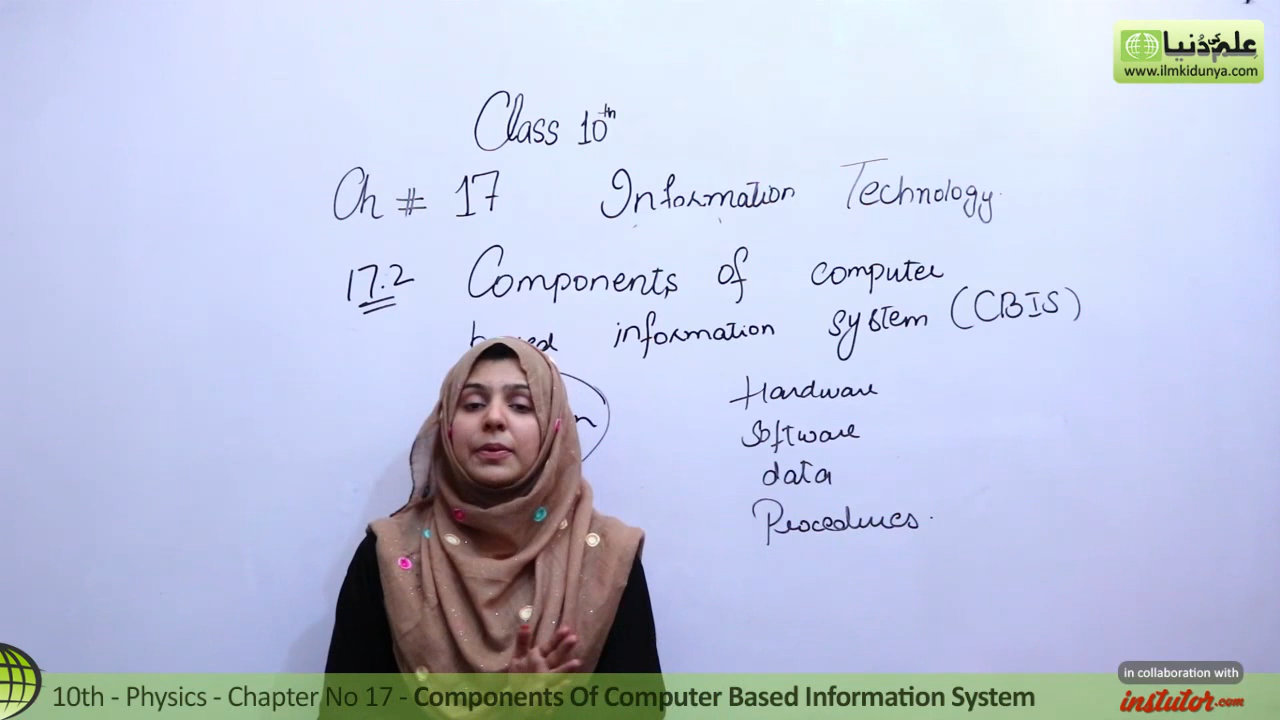 علم کی دُنیا
www.ilmkidunya.com
Class 10th
Ch # 17 Information Technology
17.2 Components of computer
information system (CBIS)
Hardware
Software
data
Procedures.
in collaboration with
instutor.com
10th - Physics - Chapter No 17 - Components Of Computer Based Information System